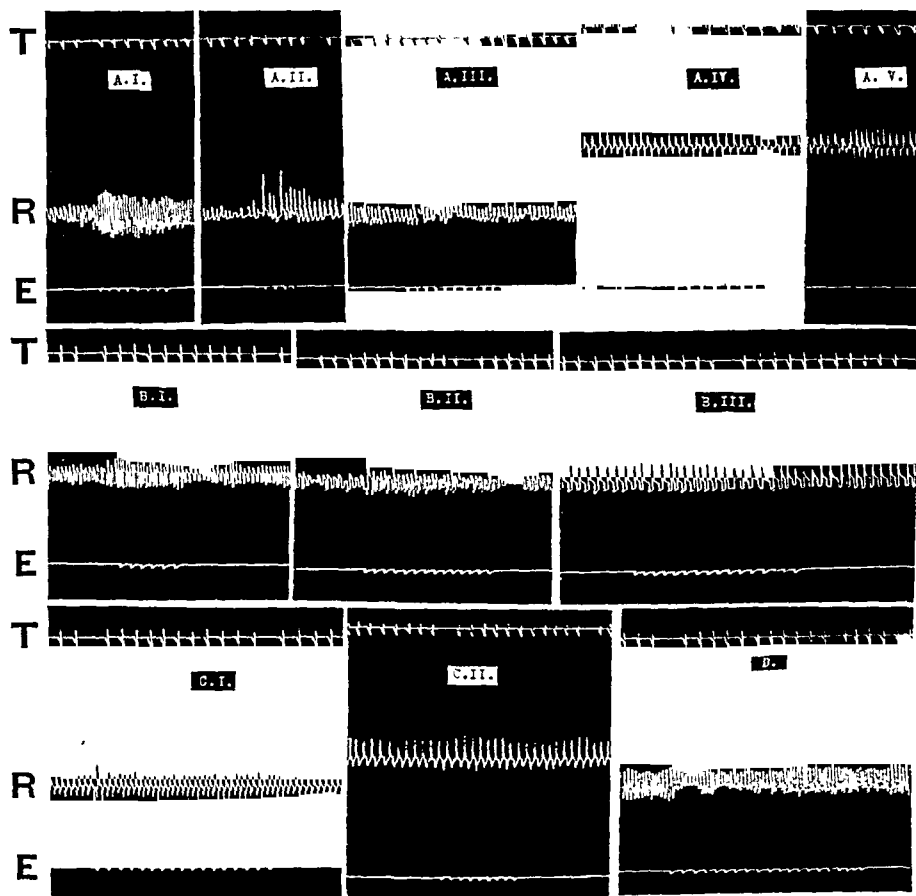 T
A.I. A.II. A.III. A.IV. A. V.
R
E
T
B.I. B.II. B.III.
R
E
T
C.I. C.II. D.
R
E